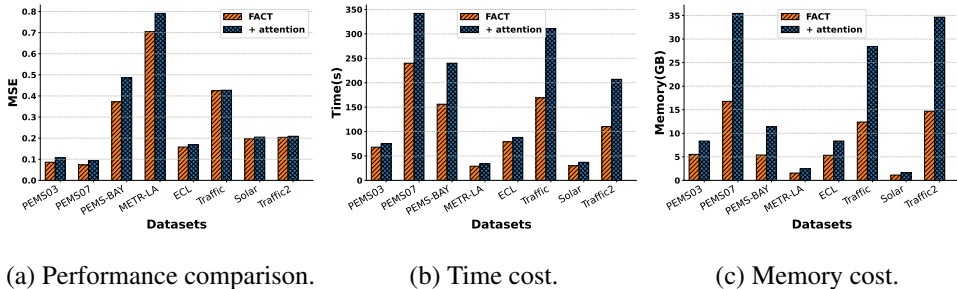 FACT
+ attention
MSE
0.8
0.7
0.6
0.5
0.4
0.3
0.2
0.1
0.0
PEMS03
PEMS07
PEMS-BAY
METR-LA
ECL
Traffic
Solar
Traffic2
Datasets
(a) Performance comparison.
FACT
+ attention
Time(s)
350
300
250
200
150
100
50
0
PEMS03
PEMS07
PEMS-BAY
METR-LA
ECL
Traffic
Solar
Traffic2
Datasets
(b) Time cost.
FACT
+ attention
Memory(GB)
35
30
25
20
15
10
5
0
PEMS03
PEMS07
PEMS-BAY
METR-LA
ECL
Traffic
Solar
Traffic2
Datasets
(c) Memory cost.